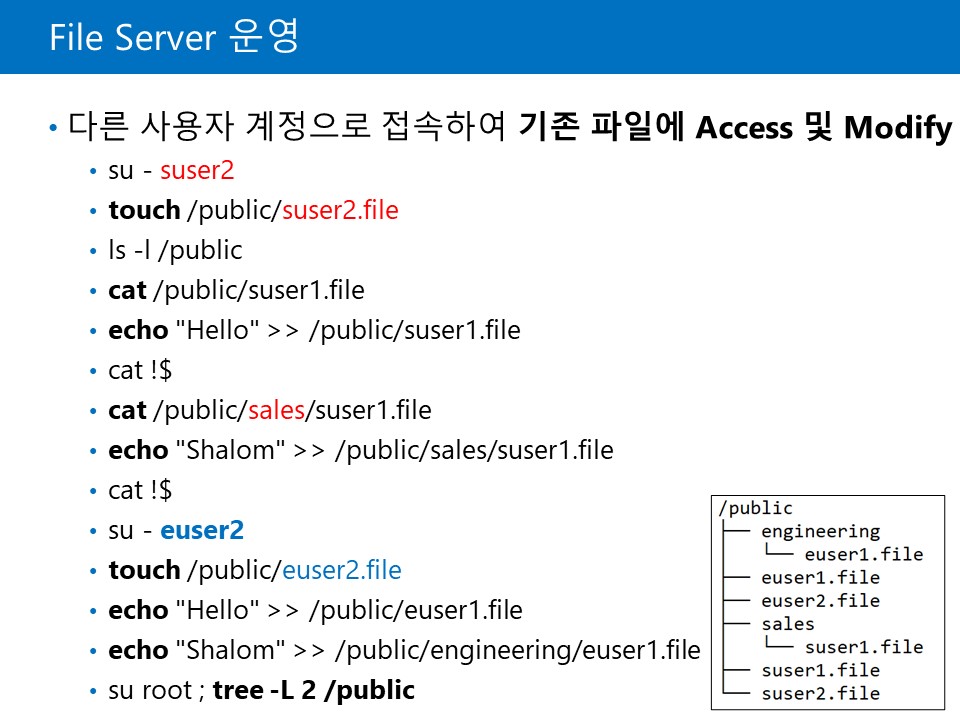 File Server 운영
• 다른 사용자 계정으로 접속하여 기존 파일에 Access 및 Modify
• su - suser2
• touch /public/suser2.file
• ls -l /public
• cat /public/suser1.file
• echo "Hello" >> /public/suser1.file
• cat !$
• cat /public/sales/suser1.file
• echo "Shalom" >> /public/sales/suser1.file
• cat !$
• su - euser2
• touch /public/euser2.file
• echo "Hello" >> /public/euser1.file
• echo "Shalom" >> /public/engineering/euser1.file
• su root ; tree -L 2 /public
/public
├── engineering
│   └── euser1.file
├── euser1.file
├── euser2.file
├── sales
│   └── suser1.file
├── suser1.file
└── suser2.file